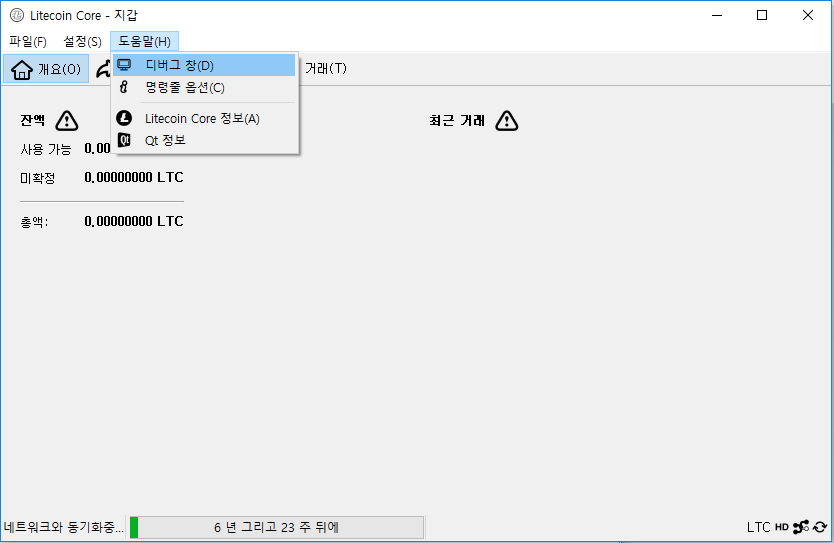 Litecoin Core - 지갑
파일(F) 설정(S) 도움말(H)
개요(O) 거래(T)
디버그 창(D)
명령줄 옵션(C)
Litecoin Core 정보(A)
Qt 정보
잔액 최근 거래
사용 가능 0.00
미확정 0.00000000 LTC
총액: 0.00000000 LTC
네트워크와 동기화중... 6 년 그리고 23 주 뒤에 LTC HD